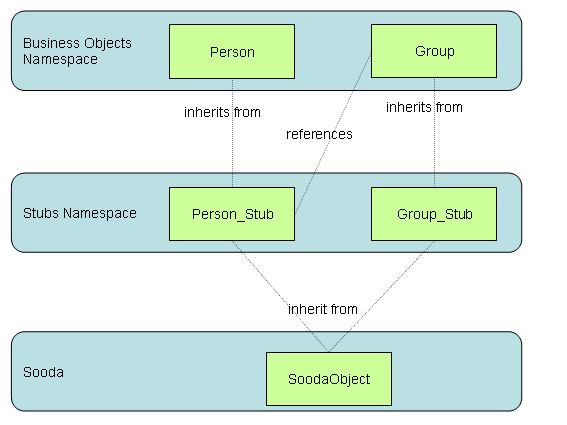 Business Objects
Namespace
Person
Group
inherits from
inherits from
references
Stubs Namespace
Person_Stub
Group_Stub
inherit from
Sooda
SoodaObject